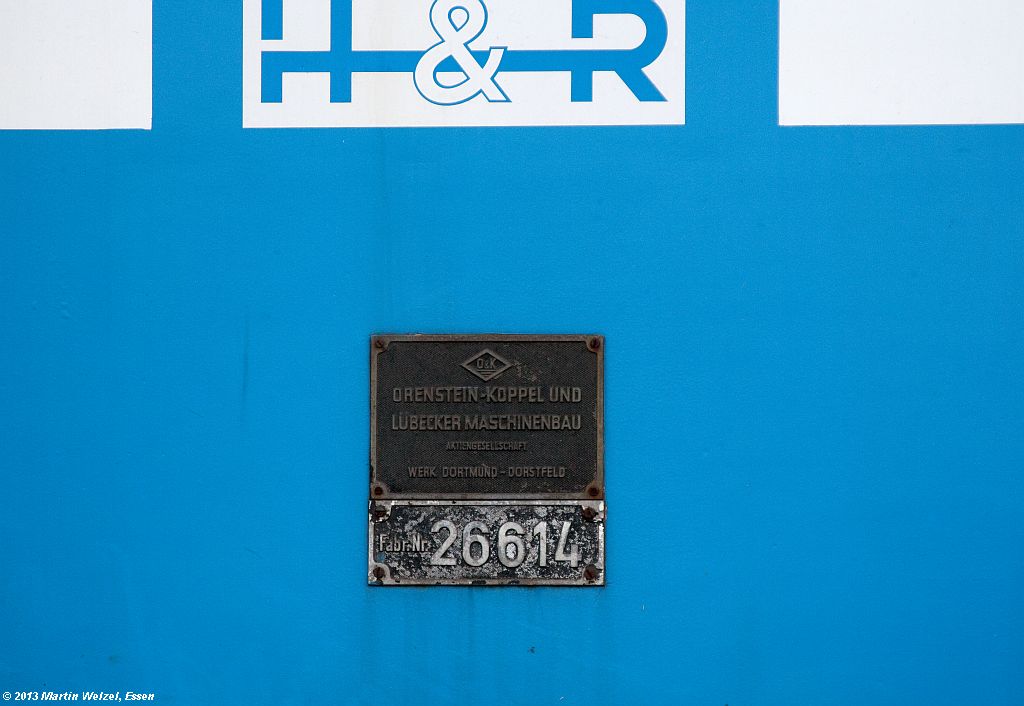 H&R
O&K
ORENSTEIN-KOPPEL UND
LÜBECKER MASCHINENBAU
AKTIENGESELLSCHAFT
WERK DORTMUND-DORSTFELD
Fabr. Nr. 26614
© 2013 Martin Welzel, Essen